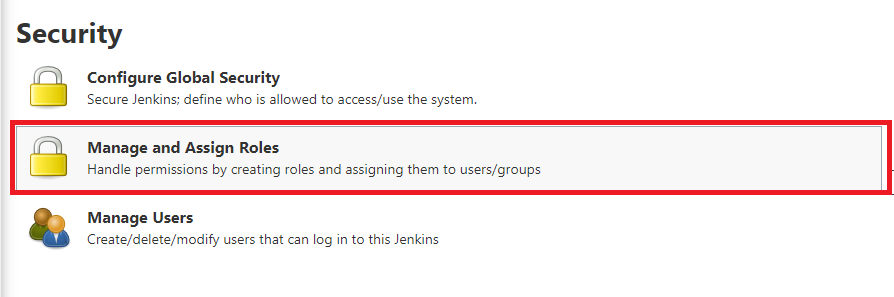 Security
Configure Global Security
Secure Jenkins; define who is allowed to access/use the system.
Manage and Assign Roles
Handle permissions by creating roles and assigning them to users/groups
Manage Users
Create/delete/modify users that can log in to this Jenkins